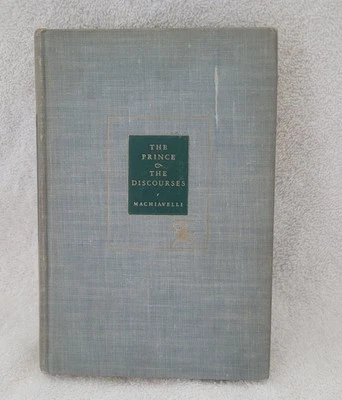 THE
PRINCE
&
THE
DISCOURSES
MACHIAVELLI